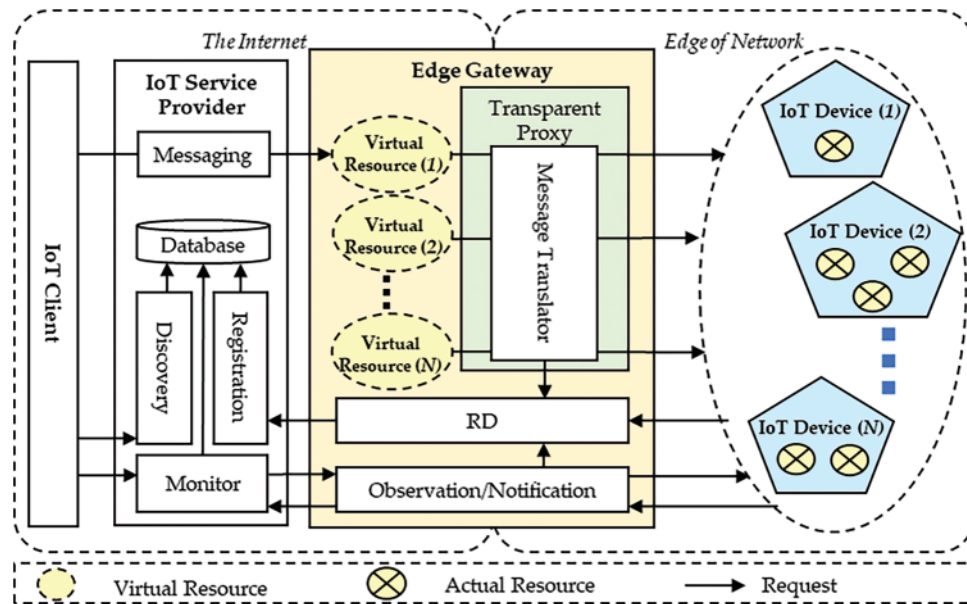 The Internet
Edge of Network
IoT Client
IoT Service
Provider
Messaging
Database
Discovery
Registration
Monitor
Edge Gateway
Virtual
Resource (1)
Virtual
Resource (2)
Virtual
Resource (N)
Transparent
Proxy
Message Translator
RD
Observation/Notification
IoT Device (1)
IoT Device (2)
IoT Device (N)
Virtual Resource
Actual Resource
Request